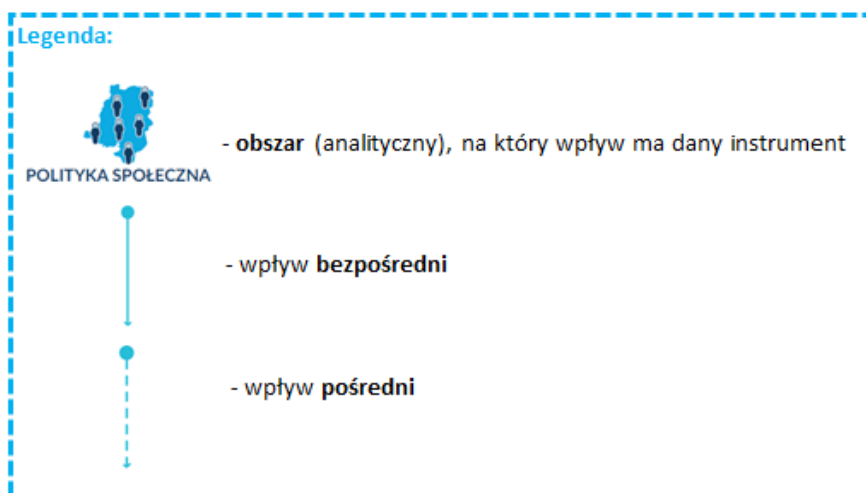 Legenda:
- obszar (analityczny), na który wpływ ma dany instrument
POLITYKA SPOŁECZNA
- wpływ bezpośredni
- wpływ pośredni